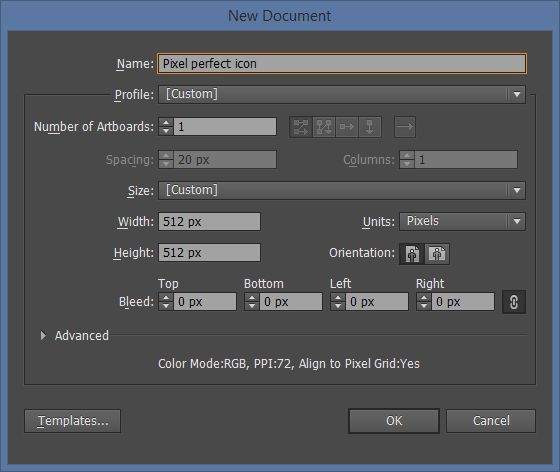 New Document
Name: Pixel perfect icon
Profile: [Custom]
Number of Artboards: 1
Spacing: 20 px Columns: 1
Size: [Custom]
Width: 512 px Units: Pixels
Height: 512 px Orientation:
Top Bottom Left Right
Bleed: 0 px 0 px 0 px 0 px
Advanced
Color Mode:RGB, PPI:72, Align to Pixel Grid:Yes
Templates... OK Cancel